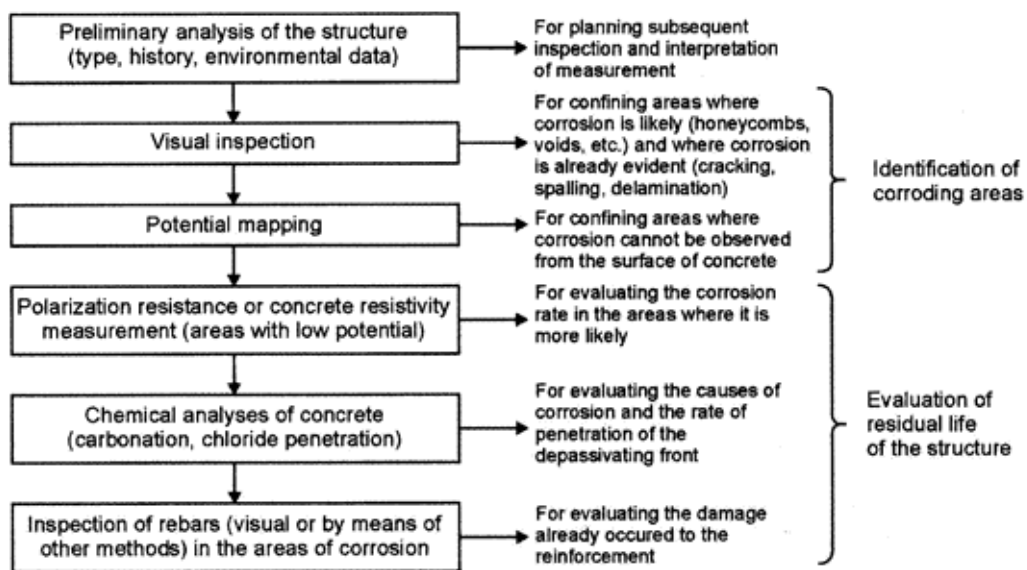 Preliminary analysis of the structure
(type, history, environmental data)
For planning subsequent
inspection and interpretation
of measurement
Visual inspection
For confining areas where
corrosion is likely (honeycombs,
voids, etc.) and where corrosion
is already evident (cracking,
spalling, delamination)
Potential mapping
For confining areas where
corrosion cannot be observed
from the surface of concrete
Identification of
corroding areas
Polarization resistance or concrete resistivity
measurement (areas with low potential)
For evaluating the corrosion
rate in the areas where it is
more likely
Chemical analyses of concrete
(carbonation, chloride penetration)
For evaluating the causes of
corrosion and the rate of
penetration of the
depassivating front
Inspection of rebars (visual or by means of
other methods) in the areas of corrosion
For evaluating the damage
already occured to the
reinforcement
Evaluation of
residual life
of the structure